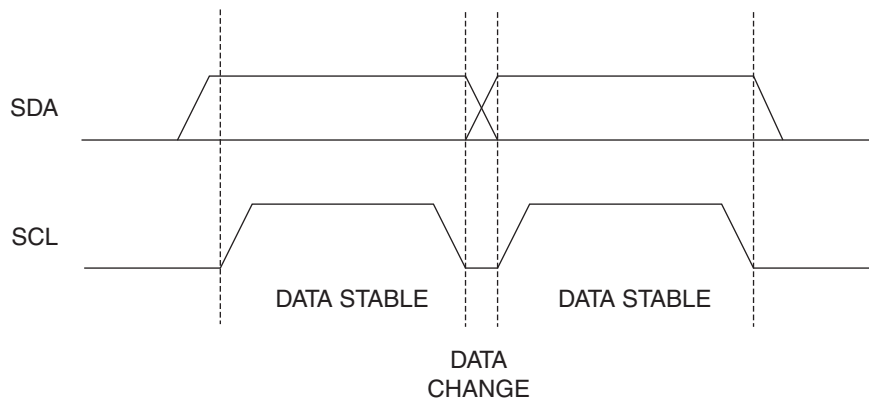 SDA
SCL
DATA STABLE
DATA STABLE
DATA
CHANGE